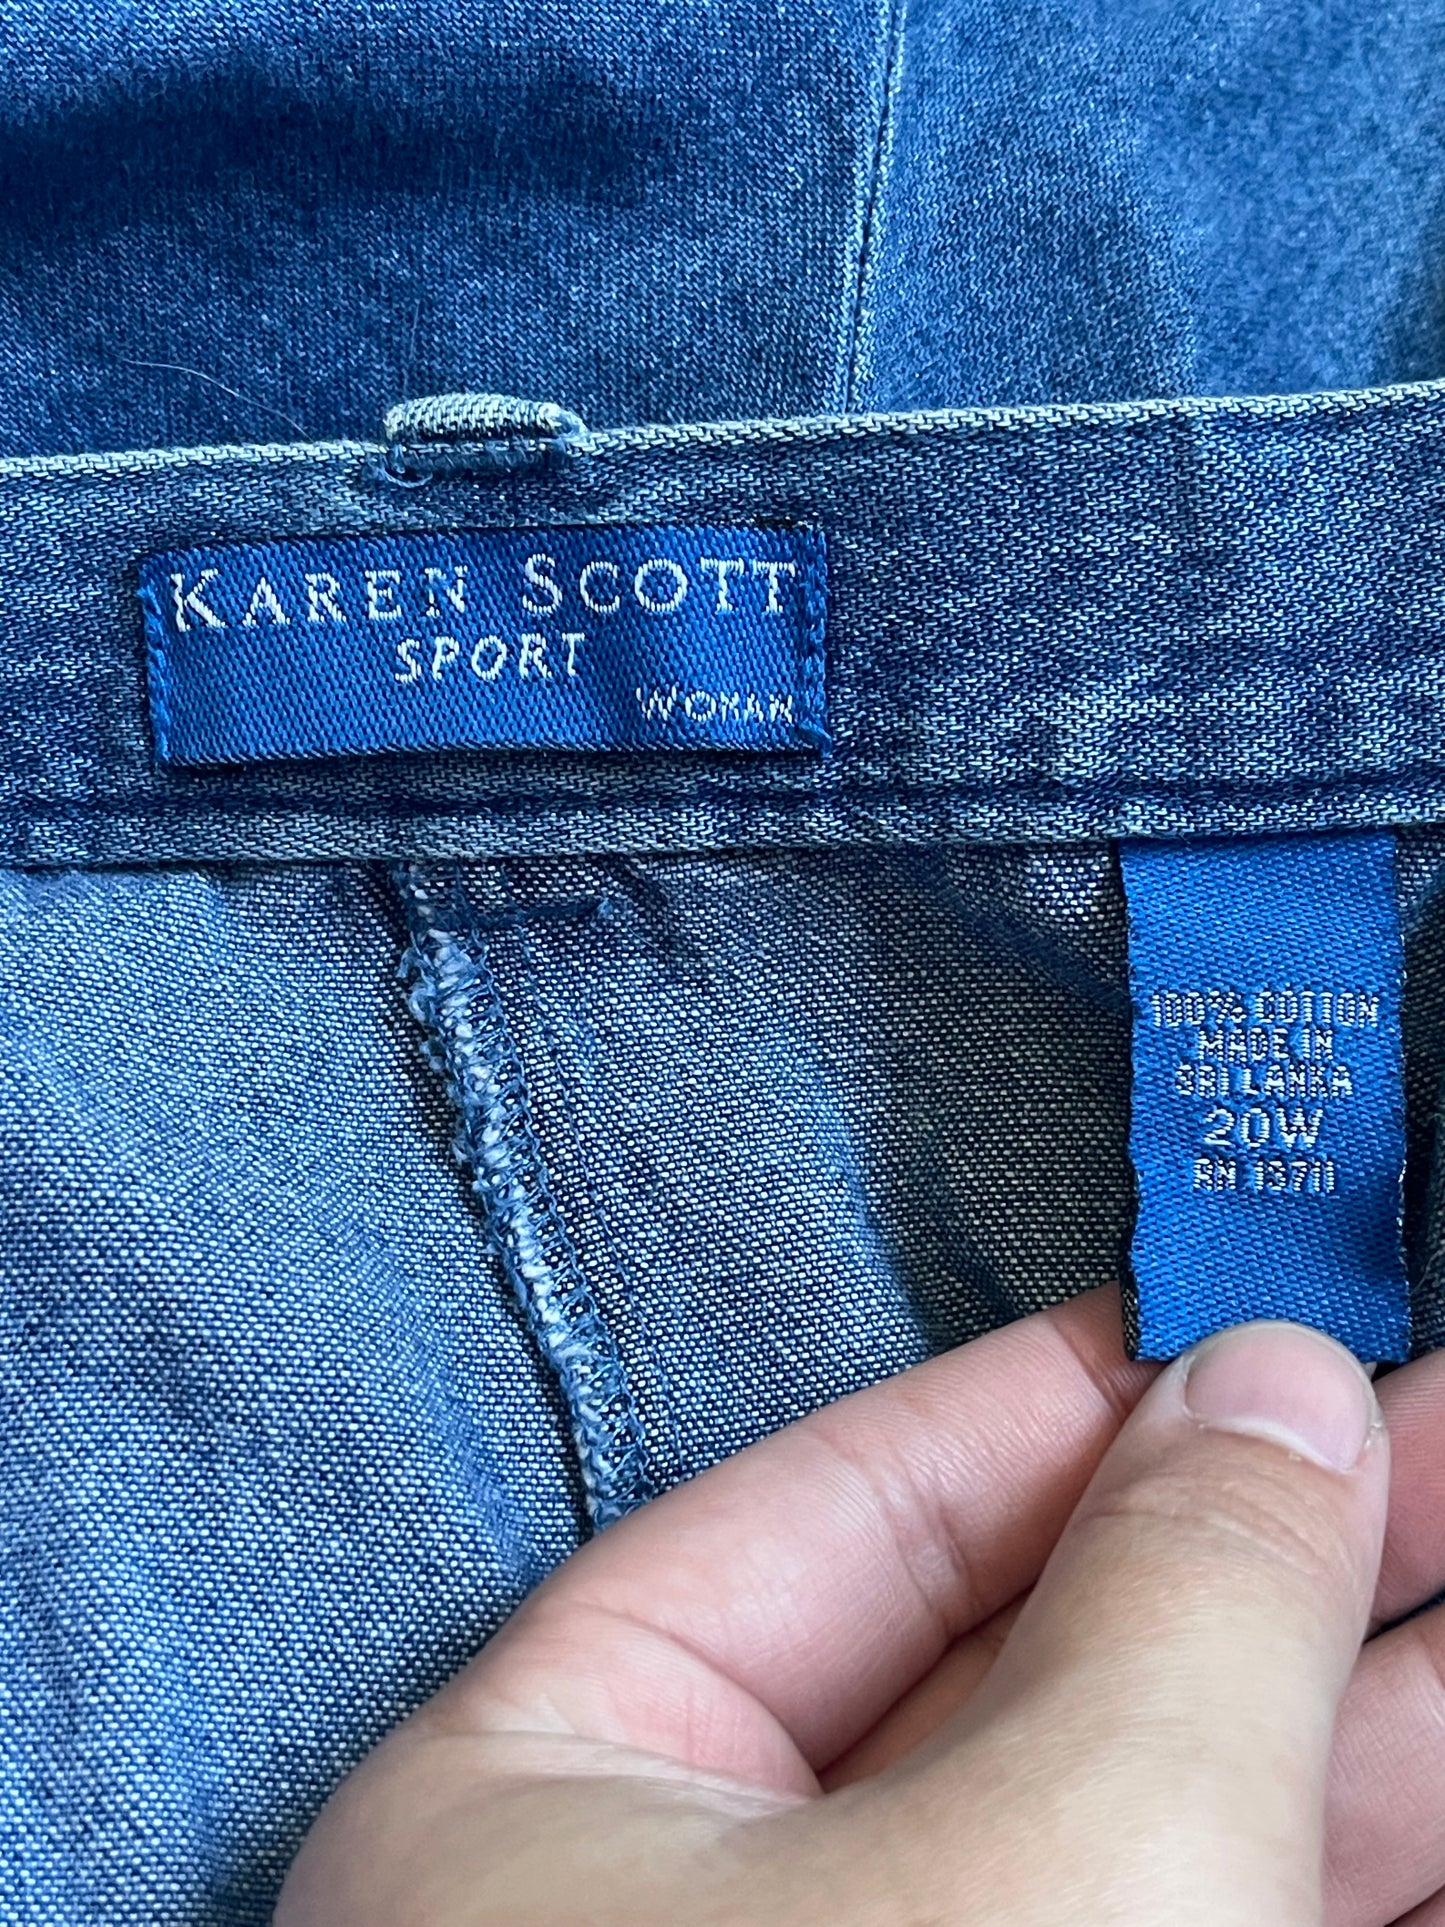 KAREN SCOTT
SPORT
WOMAN
100% COTTON
MADE IN
SRI LANKA
20W
RN 13711